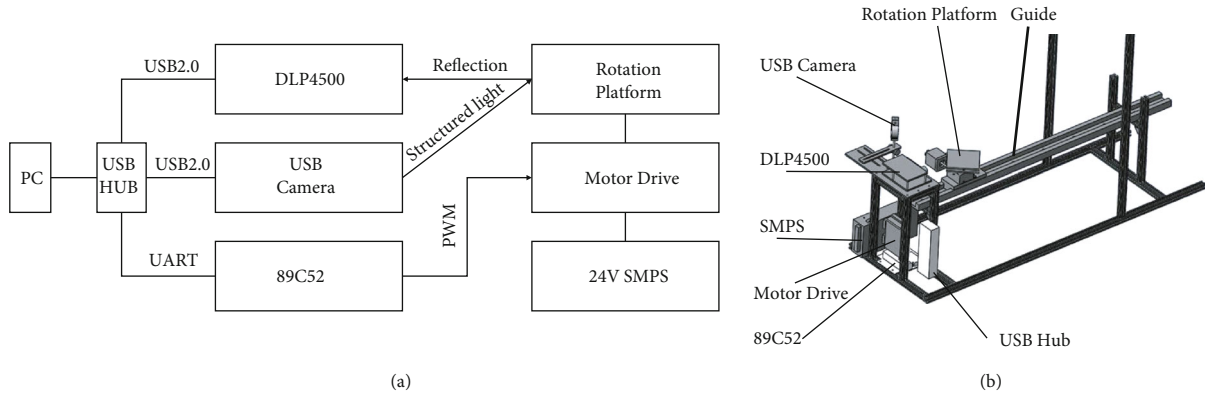 PC
USB
HUB
USB2.0
USB2.0
UART
DLP4500
USB
Camera
89C52
Reflection
Structured light
PWM
Rotation
Platform
Motor Drive
24V SMPS
(a)
Rotation Platform
Guide
USB Camera
DLP4500
SMPS
Motor Drive
89C52
USB Hub
(b)